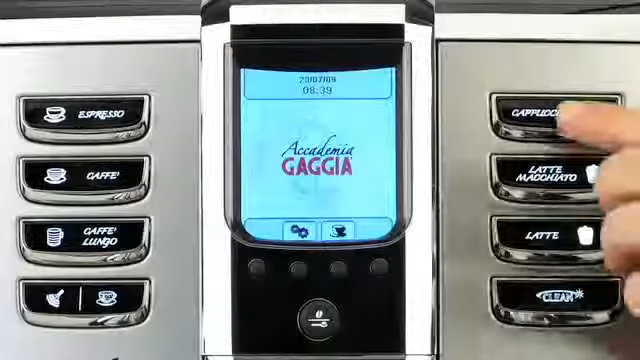 ESPRESSO
CAFFE'
CAFFE'
LUNGO
23/07/09
08:39
Accademia
GAGGIA
LATTE
MACCHIATO
LATTE
CLEAN